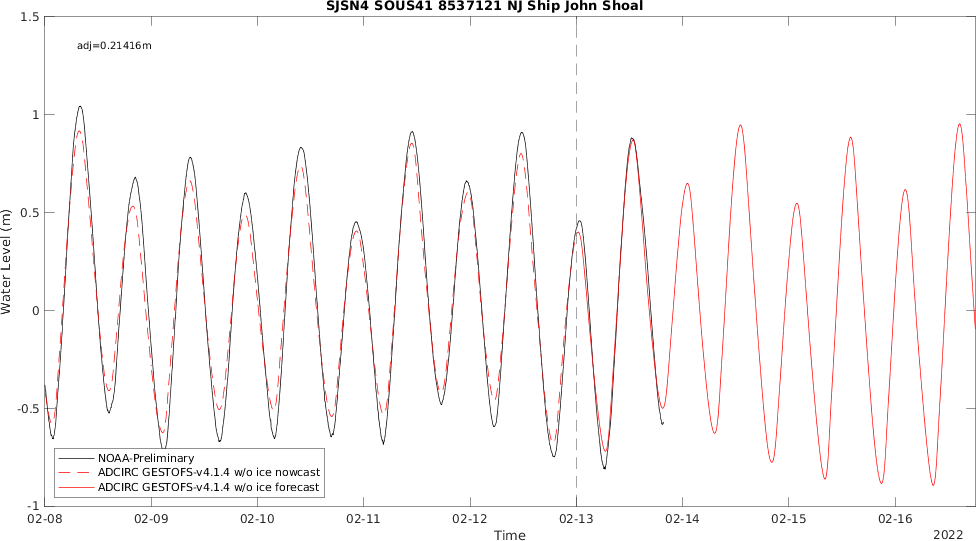 SJSN4 SOUS41 8537121 NJ Ship John Shoal
adj=0.21416m
Water Level (m)
1.5
1
0.5
0
-0.5
-1
NOAA-Preliminary
ADCIRC GESTOFS-v4.1.4 w/o ice nowcast
ADCIRC GESTOFS-v4.1.4 w/o ice forecast
02-08 02-09 02-10 02-11 02-12 02-13 02-14 02-15 02-16
Time
2022